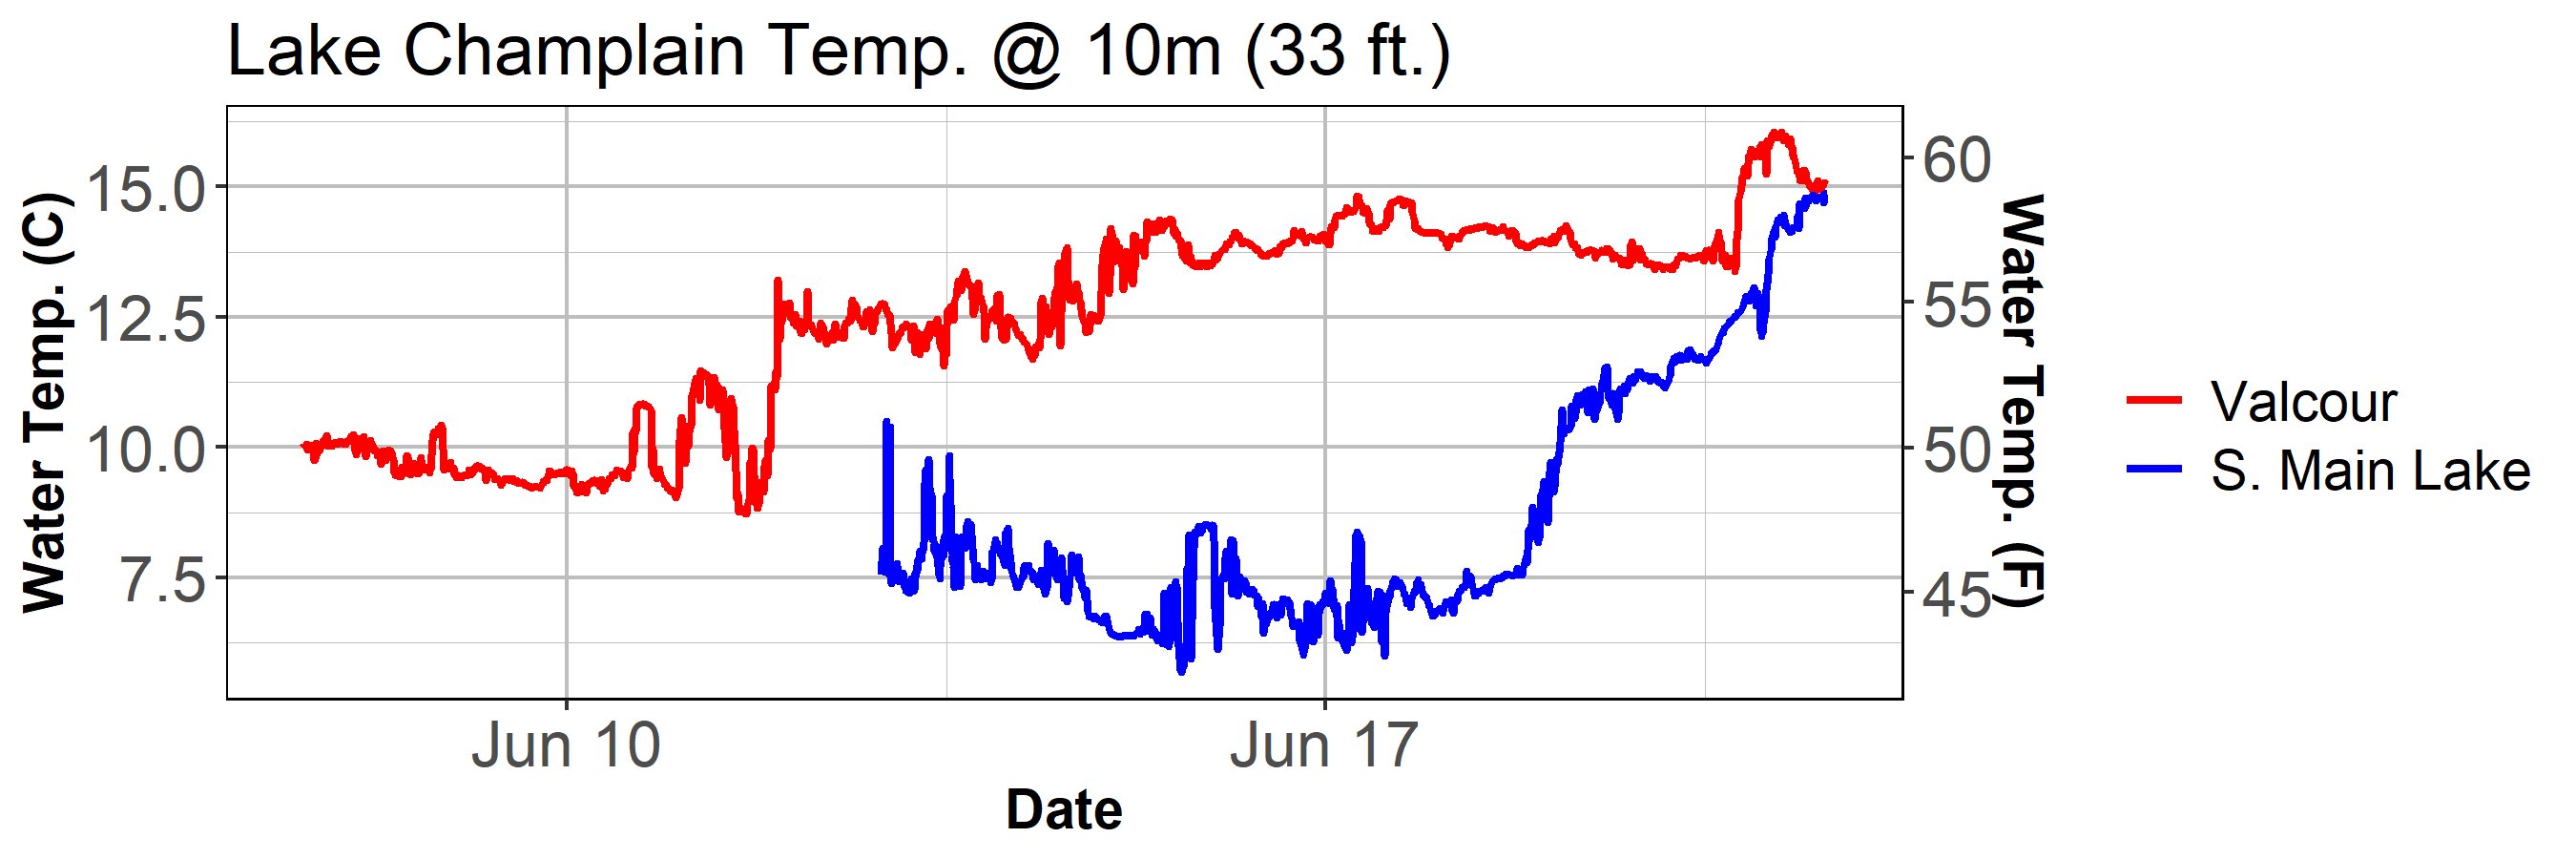 Lake Champlain Temp. @ 10m (33 ft.)
Water Temp. (C)
15.0
12.5
10.0
7.5
60
55
50
45
Water Temp. (F)
Jun 10
Jun 17
Date
Valcour
S. Main Lake